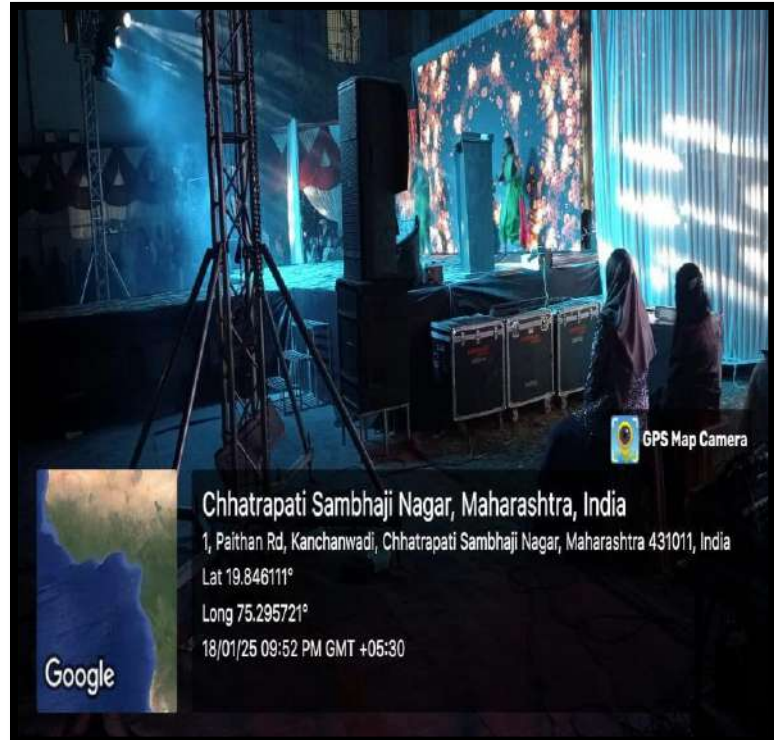 GPS Map Camera
Chhatrapati Sambhaji Nagar, Maharashtra, India
1, Paithan Rd, Kanchanwadi, Chhatrapati Sambhaji Nagar, Maharashtra 431011, India
Lat 19.846111°
Long 75.295721°
18/01/25 09:52 PM GMT +05:30
Google